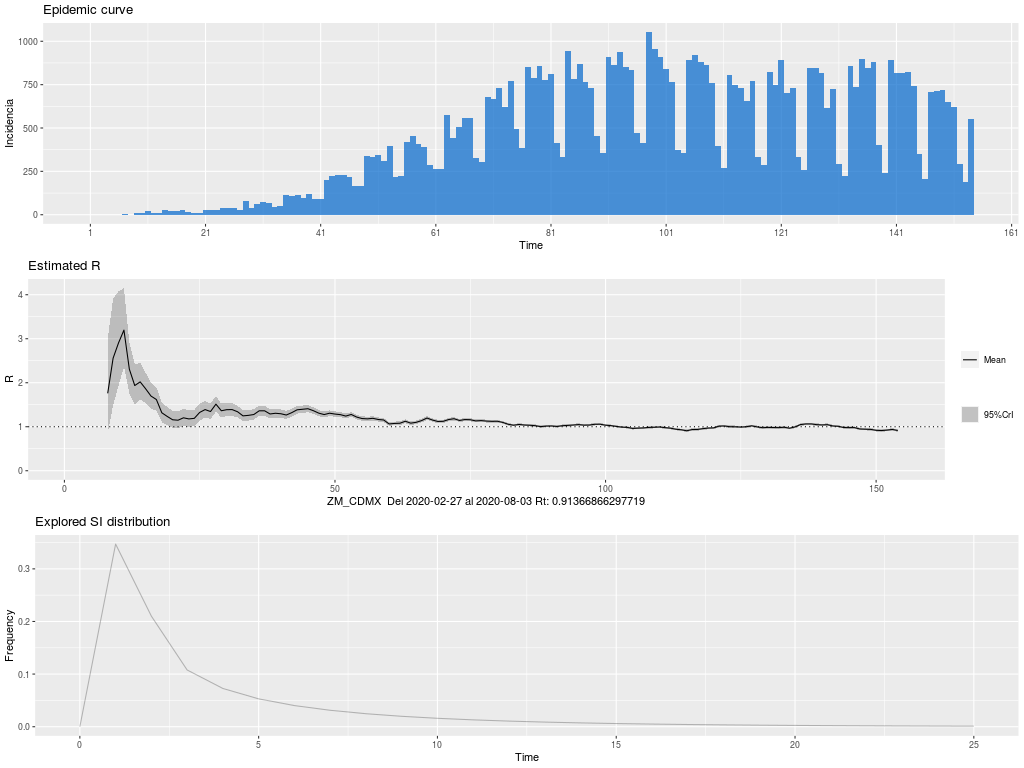 Epidemic curve
1000
750
500
250
0
Incidencia
1 21 41 61 81 101 121 141 161
Time
Estimated R
4
3
2
1
0
R
Mean
95%CrI
0 50 100 150
ZM_CDMX Del 2020-02-27 al 2020-08-03 Rt: 0.91366866297719
Explored SI distribution
0.3
0.2
0.1
0.0
Frequency
0 5 10 15 20 25
Time